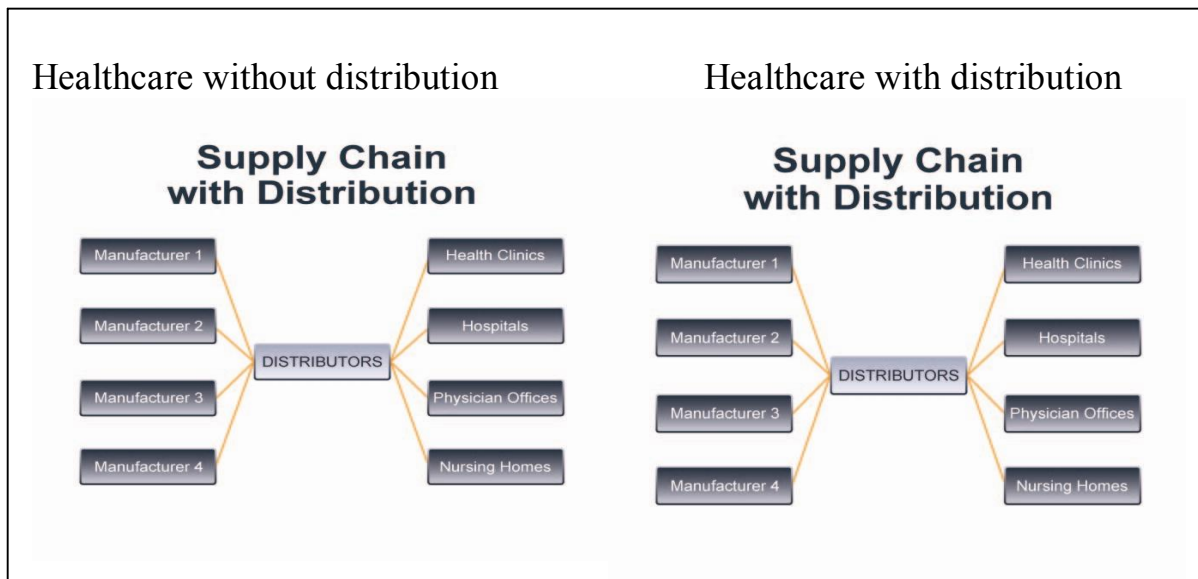 Healthcare without distribution
Healthcare with distribution
Supply Chain
with Distribution
Manufacturer 1
Health Clinics
Manufacturer 2
Hospitals
DISTRIBUTORS
Manufacturer 3
Physician Offices
Manufacturer 4
Nursing Homes
Supply Chain
with Distribution
Manufacturer 1
Health Clinics
Manufacturer 2
Hospitals
DISTRIBUTORS
Manufacturer 3
Physician Offices
Manufacturer 4
Nursing Homes